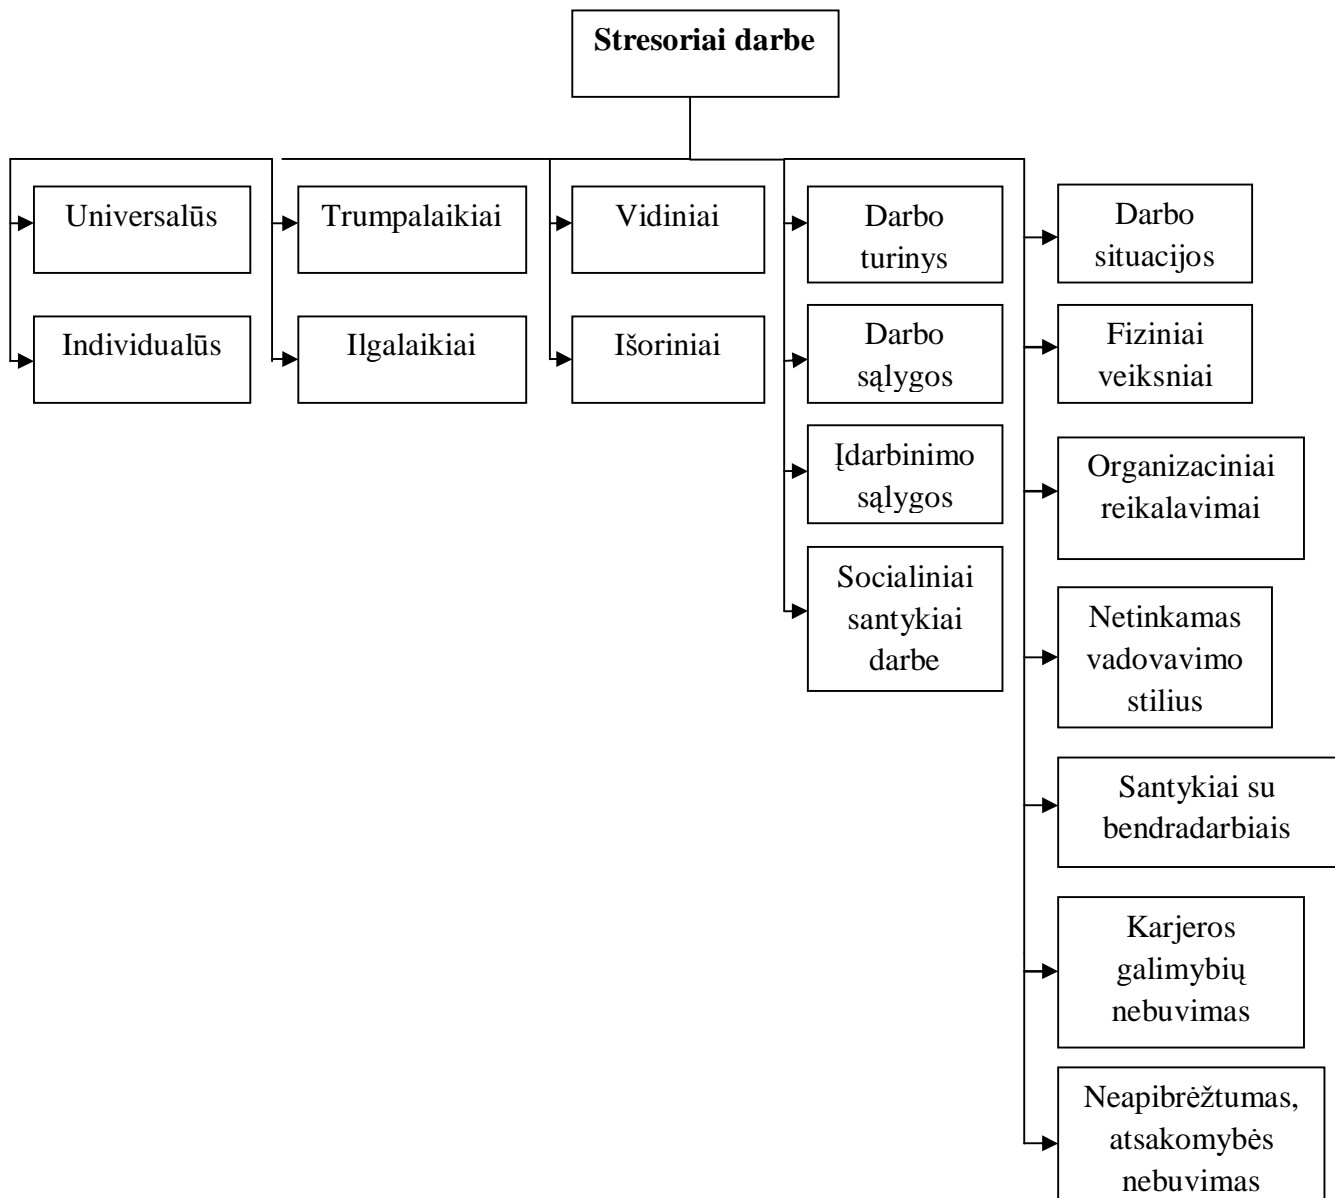 Stresoriai darbe
Universalūs
Individualūs
Trumpalaikiai
Ilgalaikiai
Vidiniai
Išoriniai
Darbo
turinys
Darbo
sąlygos
Įdarbinimo
sąlygos
Socialiniai
santykiai
darbe
Darbo
situacijos
Fiziniai
veiksniai
Organizaciniai
reikalavimai
Netinkamas
vadovavimo
stilius
Santykiai su
bendradarbiais
Karjeros
galimybių
nebuvimas
Neapibrėžtumas,
atsakomybės
nebuvimas